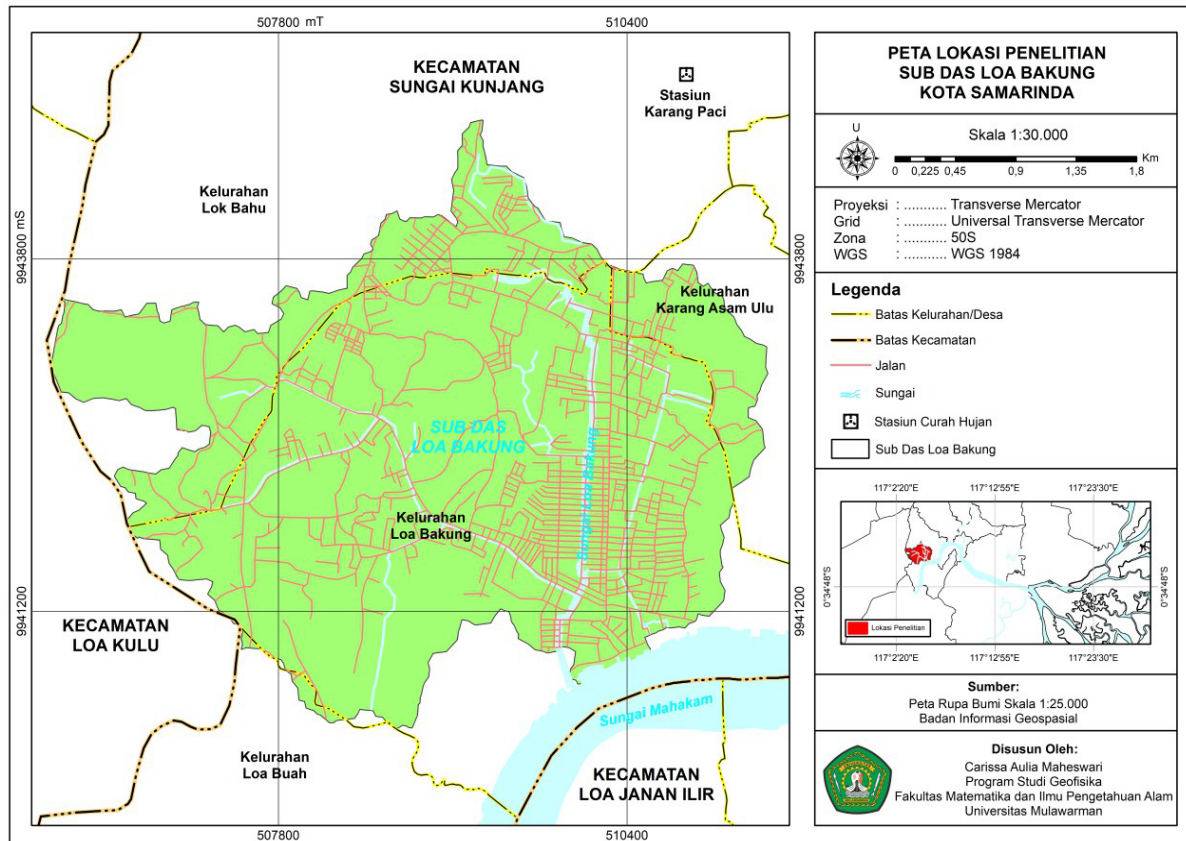 507800 mT
510400
9943800 mS
9943800
9941200
9941200
507800
510400
KECAMATAN
SUNGAI KUNJANG
Stasiun
Karang Paci
Kelurahan
Lok Bahu
Kelurahan
Karang Asam Ulu
SUB DAS
LOA BAKUNG
Sungai Loa Bakung
Kelurahan
Loa Bakung
KECAMATAN
LOA KULU
Sungai Mahakam
Kelurahan
Loa Buah
KECAMATAN
LOA JANAN ILIR
PETA LOKASI PENELITIAN
SUB DAS LOA BAKUNG
KOTA SAMARINDA
U
Skala 1:30.000
Km
0 0,225 0,45 0,9 1,35 1,8
Proyeksi : .......... Transverse Mercator
Grid : .......... Universal Transverse Mercator
Zona : .......... 50S
WGS : .......... WGS 1984
Legenda
Batas Kelurahan/Desa
Batas Kecamatan
Jalan
Sungai
Stasiun Curah Hujan
Sub Das Loa Bakung
117°2'20"E 117°12'55"E 117°23'30"E
0°34'48"S
0°34'48"S
Lokasi Penelitian
117°2'20"E 117°12'55"E 117°23'30"E
Sumber:
Peta Rupa Bumi Skala 1:25.000
Badan Informasi Geospasial
Disusun Oleh:
Carissa Aulia Maheswari
Program Studi Geofisika
Fakultas Matematika dan Ilmu Pengetahuan Alam
Universitas Mulawarman